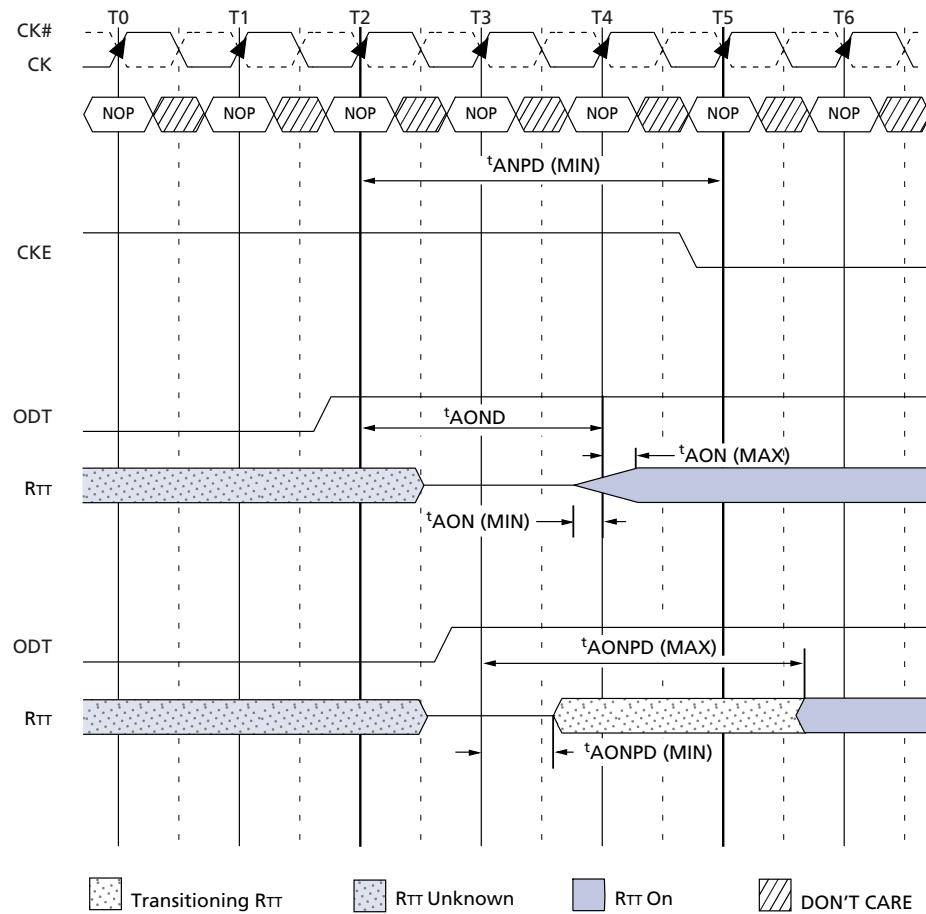 T0 T1 T2 T3 T4 T5 T6
CK#
CK
NOP NOP NOP NOP NOP NOP NOP
tANPD (MIN)
CKE
ODT
tAOND
tAON (MAX)
RTT
tAON (MIN)
ODT
tAONPD (MAX)
RTT
tAONPD (MIN)
Transitioning RTT RTT Unknown RTT On DON'T CARE